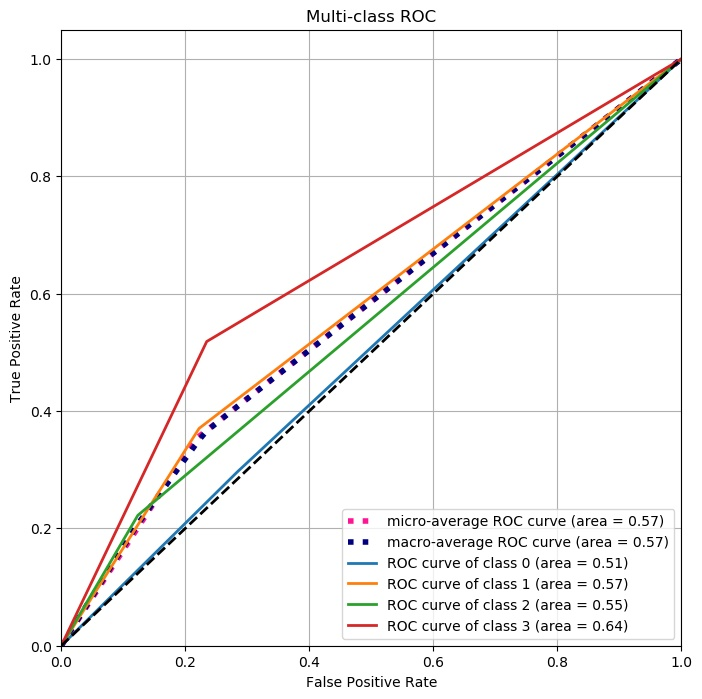 Multi-class ROC
True Positive Rate
1.0
0.8
0.6
0.4
0.2
0.0
micro-average ROC curve (area = 0.57)
macro-average ROC curve (area = 0.57)
ROC curve of class 0 (area = 0.51)
ROC curve of class 1 (area = 0.57)
ROC curve of class 2 (area = 0.55)
ROC curve of class 3 (area = 0.64)
0.0 0.2 0.4 0.6 0.8 1.0
False Positive Rate